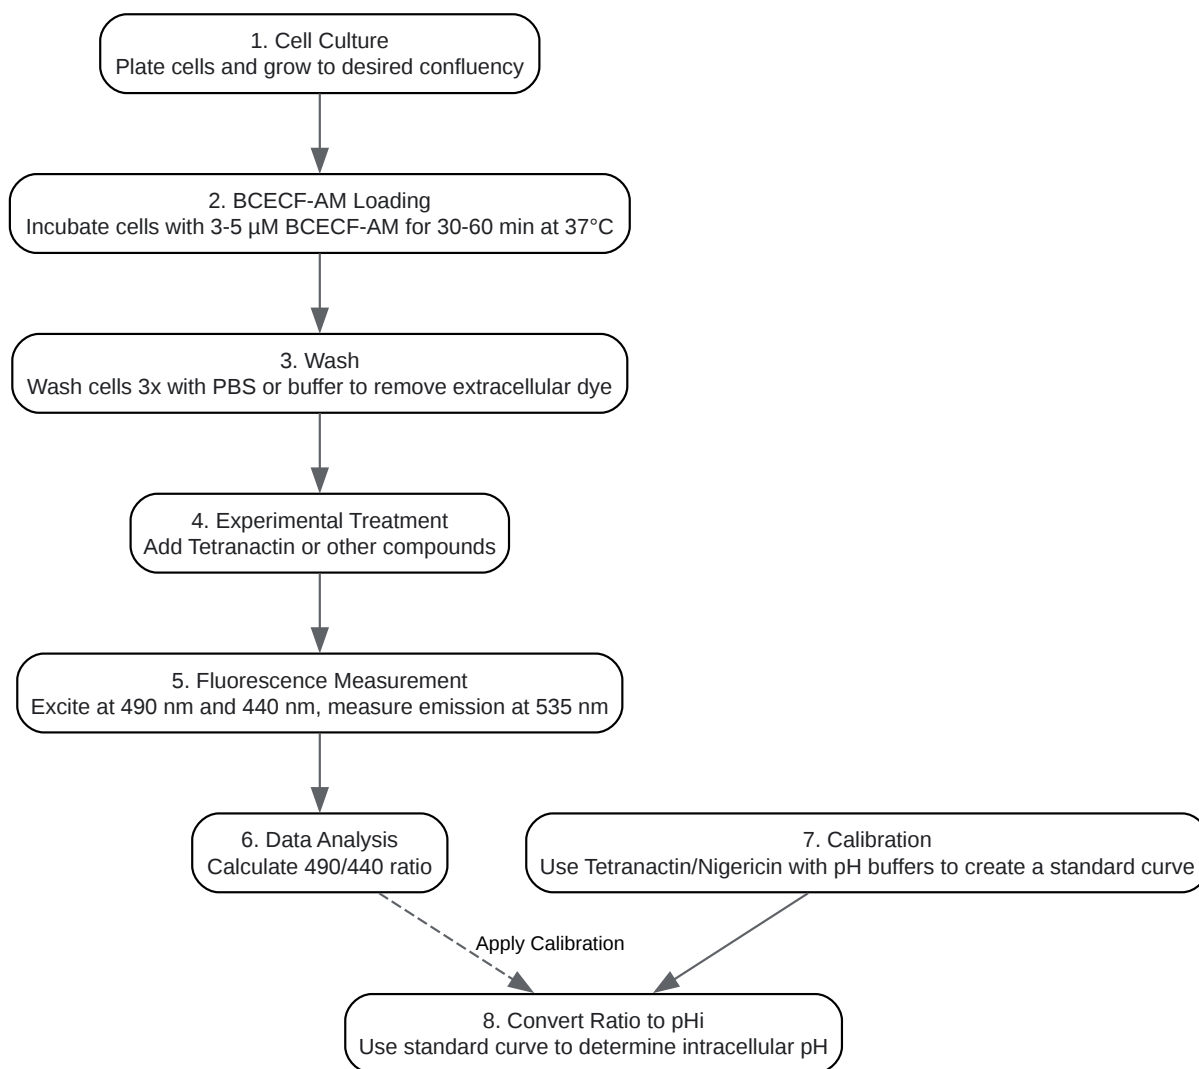 1. Cell Culture
Plate cells and grow to desired confluency
2. BCECF-AM Loading
Incubate cells with 3-5 µM BCECF-AM for 30-60 min at 37°C
3. Wash
Wash cells 3x with PBS or buffer to remove extracellular dye
4. Experimental Treatment
Add Tetranactin or other compounds
5. Fluorescence Measurement
Excite at 490 nm and 440 nm, measure emission at 535 nm
6. Data Analysis
Calculate 490/440 ratio
7. Calibration
Use Tetranactin/Nigericin with pH buffers to create a standard curve
Apply Calibration
8. Convert Ratio to pHi
Use standard curve to determine intracellular pH